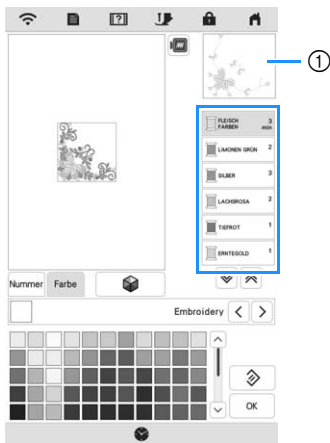 ①
FLEISCH 3
FARBEN min
LIMONEN GRÜN 2
SILBER 3
LACHSROSA 2
TIEFROT 1
ERNTEGOLD 1
Nummer Farbe
Embroidery
OK